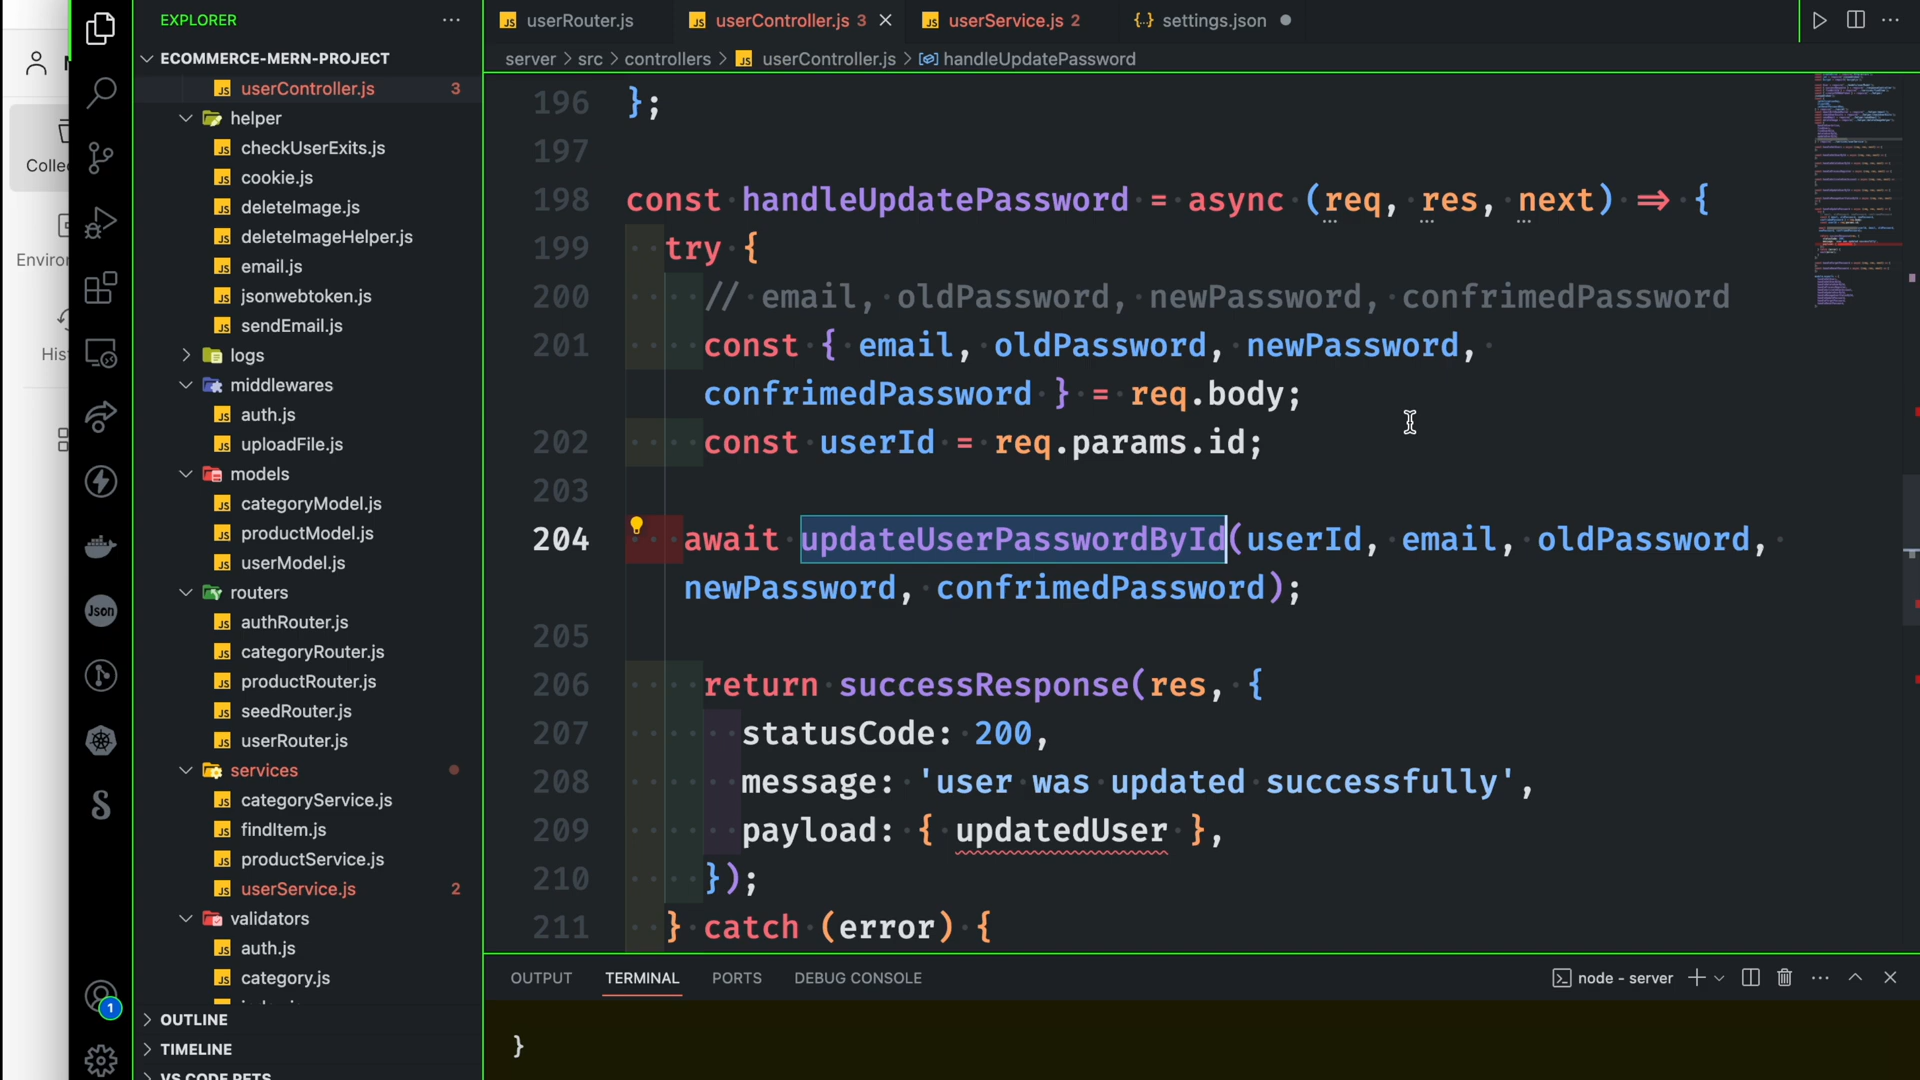 EXPLORER
ECOMMERCE-MERN-PROJECT
userController.js 3
helper
checkUserExits.js
cookie.js
deleteImage.js
deleteImageHelper.js
email.js
jsonwebtoken.js
sendEmail.js
logs
middlewares
auth.js
uploadFile.js
models
categoryModel.js
productModel.js
userModel.js
routers
authRouter.js
categoryRouter.js
productRouter.js
seedRouter.js
userRouter.js
services
categoryService.js
findItem.js
productService.js
userService.js 2
validators
auth.js
category.js
OUTLINE
TIMELINE
VS CODE PETS
Colle
Enviror
Hist
Json
1
userRouter.js
userController.js 3
userService.js 2
settings.json
server > src > controllers > userController.js > handleUpdatePassword
196 };
197
198 const handleUpdatePassword = async (req, res, next) => {
199 try {
200 // email, oldPassword, newPassword, confrimedPassword
201 const { email, oldPassword, newPassword,
confrimedPassword } = req.body;
202 const userId = req.params.id;
203
204 await updateUserPasswordById(userId, email, oldPassword,
newPassword, confrimedPassword);
205
206 return successResponse(res, {
207 statusCode: 200,
208 message: 'user was updated successfully',
209 payload: { updatedUser },
210 });
211 } catch (error) {
OUTPUT TERMINAL PORTS DEBUG CONSOLE
node - server
}